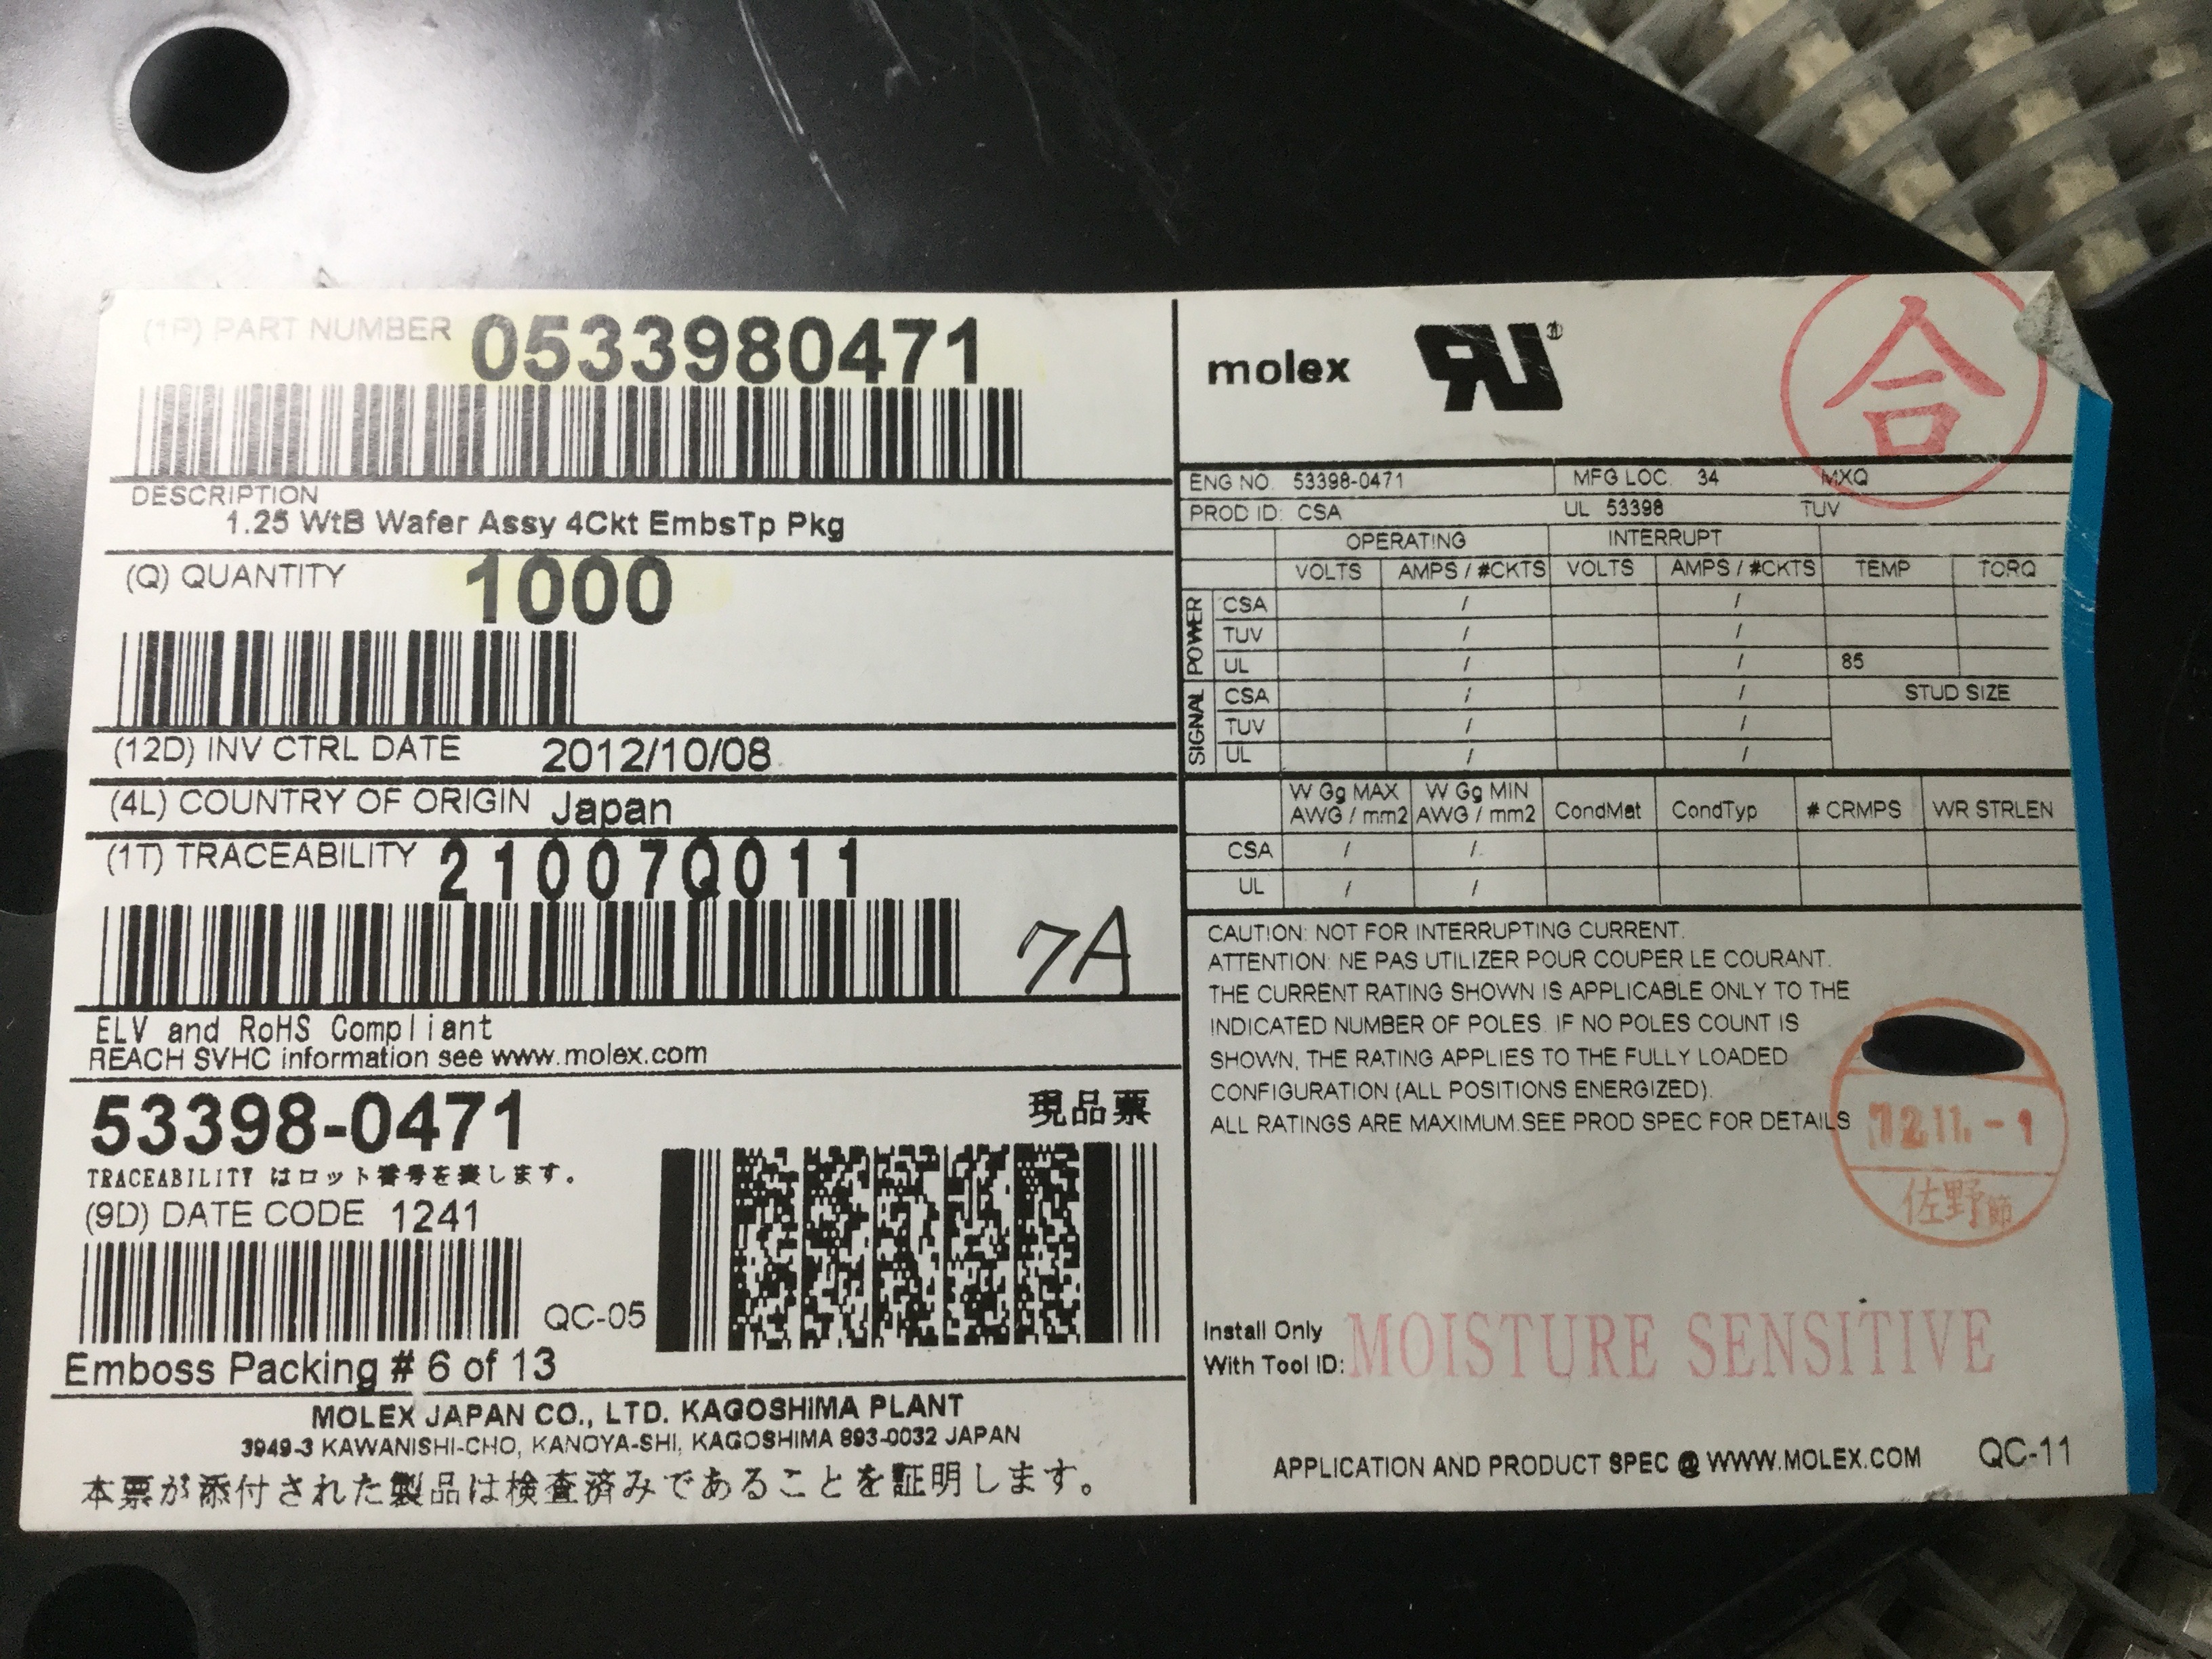 (1P) PART NUMBER 0533980471
DESCRIPTION
1.25 WtB Wafer Assy 4Ckt EmbsTp Pkg
(Q) QUANTITY 1000
(12D) INV CTRL DATE 2012/10/08
(4L) COUNTRY OF ORIGIN Japan
(1T) TRACEABILITY 21007Q011
7A
ELV and RoHS Compliant
REACH SVHC information see www.molex.com
53398-0471
現品票
TRACEABILITY はロット番号を表します。
(9D) DATE CODE 1241
QC-05
Emboss Packing # 6 of 13
MOLEX JAPAN CO., LTD. KAGOSHIMA PLANT
3949-3 KAWANISHI-CHO, KANOYA-SHI, KAGOSHIMA 893-0032 JAPAN
本票が添付された製品は検査済みであることを証明します。
molex
合
ENG NO. 53398-0471 MFG LOC. 34 MXQ
PROD ID: CSA UL 53398 TUV
OPERATING INTERRUPT
VOLTS AMPS / #CKTS VOLTS AMPS / #CKTS TEMP TORQ
POWER
CSA / /
TUV / /
UL / / 85
SIGNAL
CSA / / STUD SIZE
TUV / /
UL / /
W Gg MAX W Gg MIN
AWG / mm2 AWG / mm2 CondMat CondTyp # CRMPS WR STRLEN
CSA / /
UL / /
CAUTION: NOT FOR INTERRUPTING CURRENT.
ATTENTION: NE PAS UTILIZER POUR COUPER LE COURANT.
THE CURRENT RATING SHOWN IS APPLICABLE ONLY TO THE
INDICATED NUMBER OF POLES. IF NO POLES COUNT IS
SHOWN, THE RATING APPLIES TO THE FULLY LOADED
CONFIGURATION (ALL POSITIONS ENERGIZED).
ALL RATINGS ARE MAXIMUM.SEE PROD SPEC FOR DETAILS
12.11.-1
佐野節
Install Only
With Tool ID:
MOISTURE SENSITIVE
APPLICATION AND PRODUCT SPEC @ WWW.MOLEX.COM QC-11